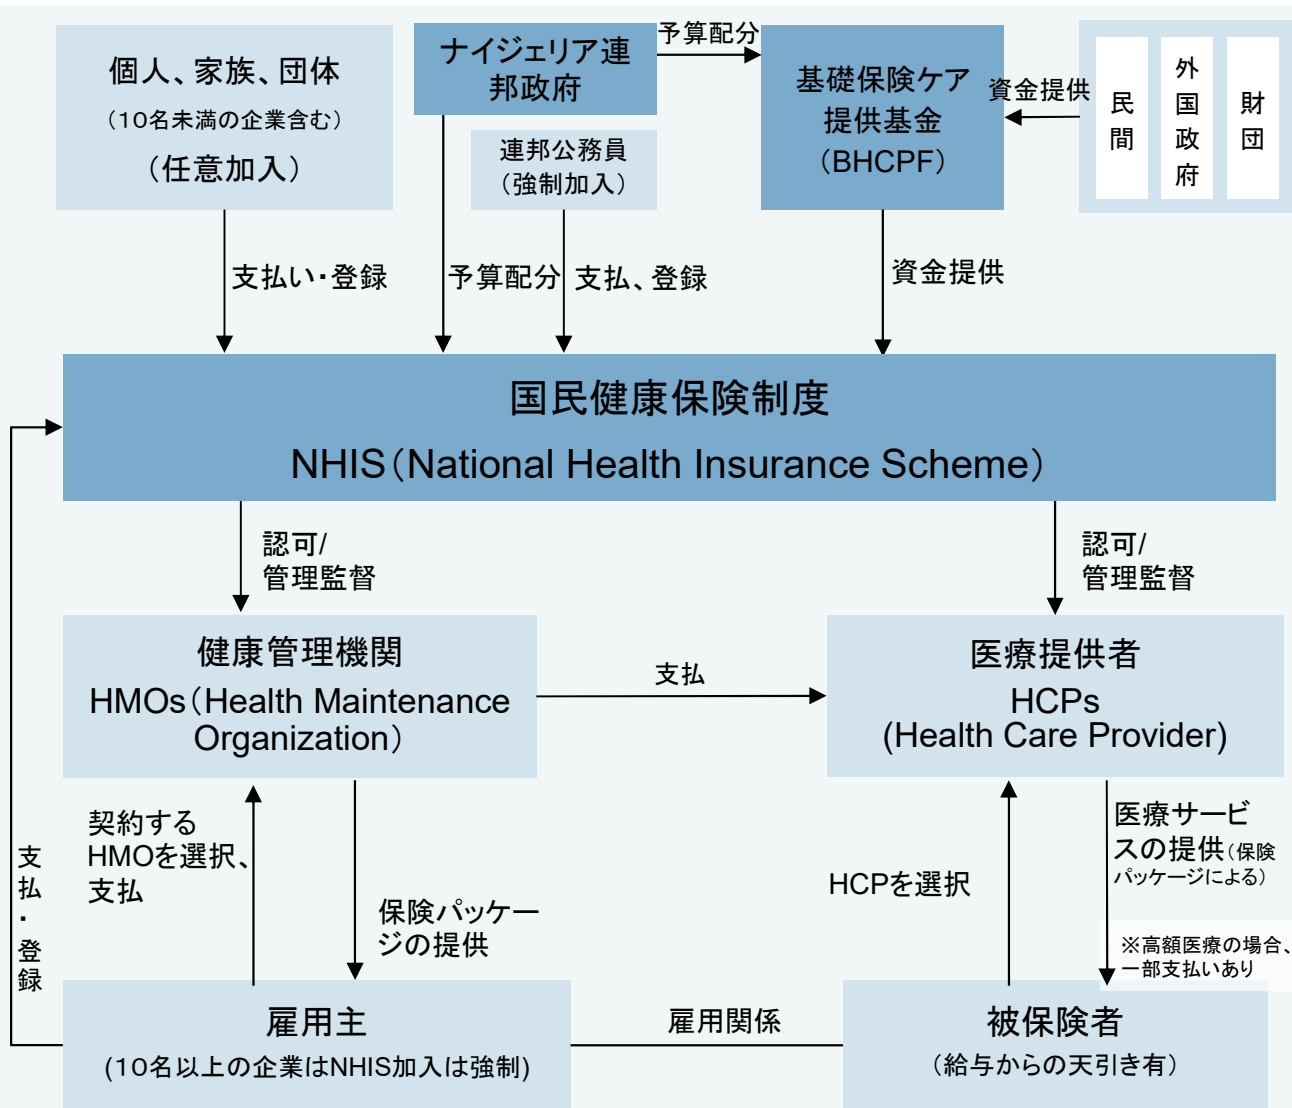 個人、家族、団体
（10名未満の企業含む）
（任意加入）
ナイジェリア連
邦政府
予算配分
連邦公務員
（強制加入）
基礎保険ケア
提供基金
（BHCPF）
資金提供
民間
外国政府
財団
支払い・登録
予算配分
支払、登録
資金提供
国民健康保険制度
NHIS（National Health Insurance Scheme）
認可/
管理監督
認可/
管理監督
健康管理機関
HMOs（Health Maintenance
Organization）
支払
医療提供者
HCPs
(Health Care Provider)
契約する
HMOを選択、
支払
保険パッケー
ジの提供
HCPを選択
医療サービ
スの提供（保険
パッケージによる）
※高額医療の場合、
一部支払いあり
支払・登録
雇用主
(10名以上の企業はNHIS加入は強制)
雇用関係
被保険者
（給与からの天引き有）